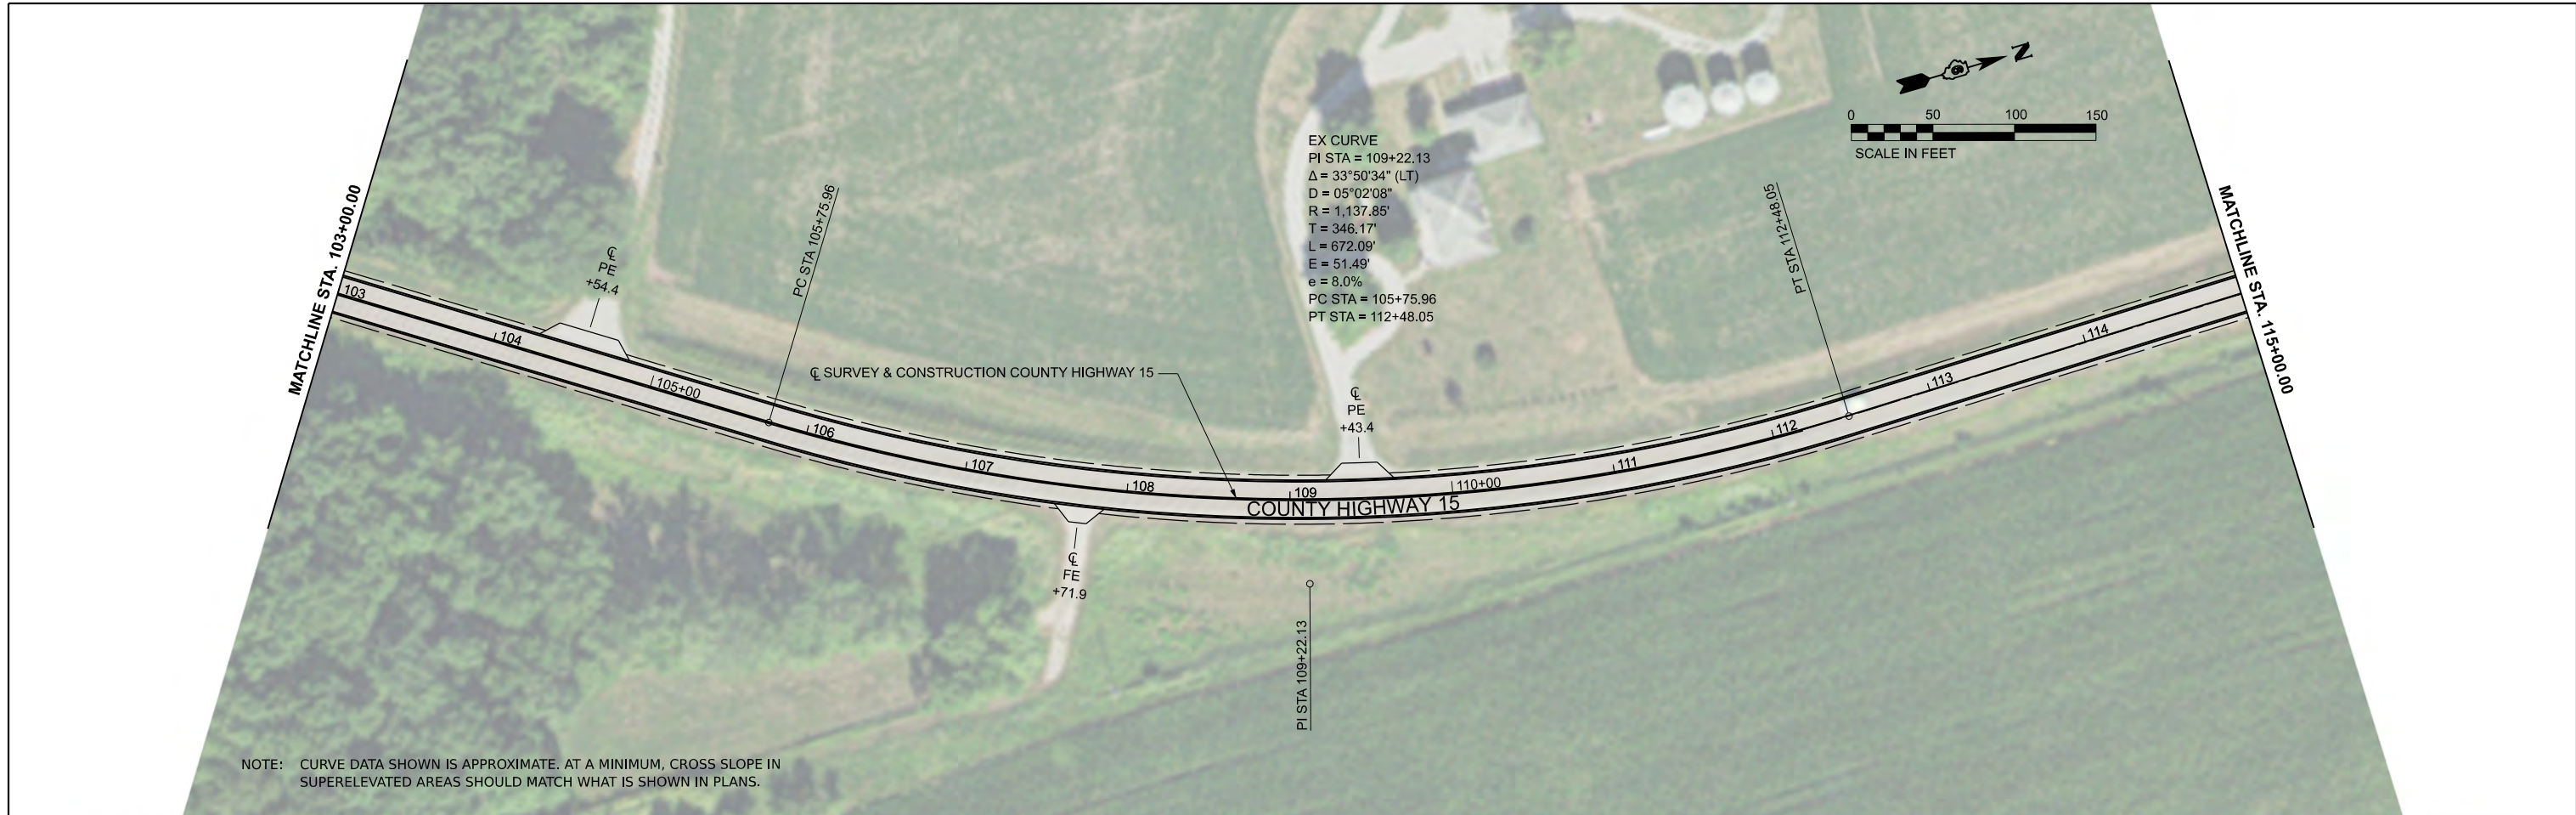 N
0 50 100 150
SCALE IN FEET
EX CURVE
PI STA = 109+22.13
Δ = 33°50'34" (LT)
D = 05°02'08"
R = 1,137.85'
T = 346.17'
L = 672.09'
E = 51.49'
e = 8.0%
PC STA = 105+75.96
PT STA = 112+48.05
MATCHLINE STA. 103+00.00
℄
PE
+54.4
PC STA 105+75.96
℄ SURVEY & CONSTRUCTION COUNTY HIGHWAY 15
℄
PE
+43.4
PT STA 112+48.05
MATCHLINE STA. 115+00.00
103
104
105+00
106
107
108
109
110+00
111
112
113
114
COUNTY HIGHWAY 15
℄
FE
+71.9
PI STA 109+22.13
NOTE: CURVE DATA SHOWN IS APPROXIMATE. AT A MINIMUM, CROSS SLOPE IN
SUPERELEVATED AREAS SHOULD MATCH WHAT IS SHOWN IN PLANS.